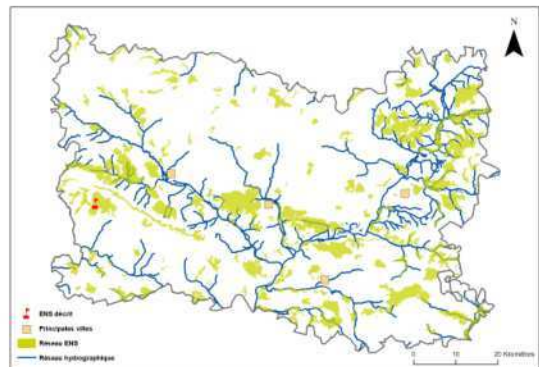 N
ENS décrit
Principales villes
Réseau ENS
Réseau hydrographique
0 10 20 Kilomètres